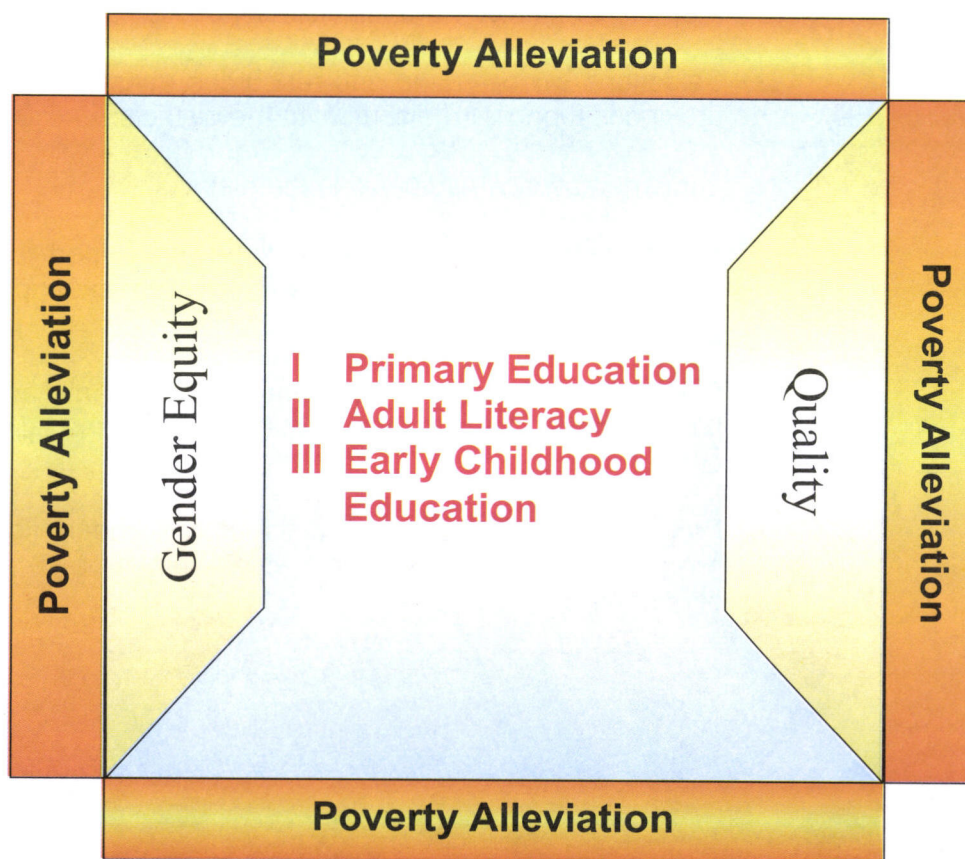 Poverty Alleviation
Poverty Alleviation
Gender Equity
I Primary Education
II Adult Literacy
III Early Childhood
Education
Quality
Poverty Alleviation
Poverty Alleviation